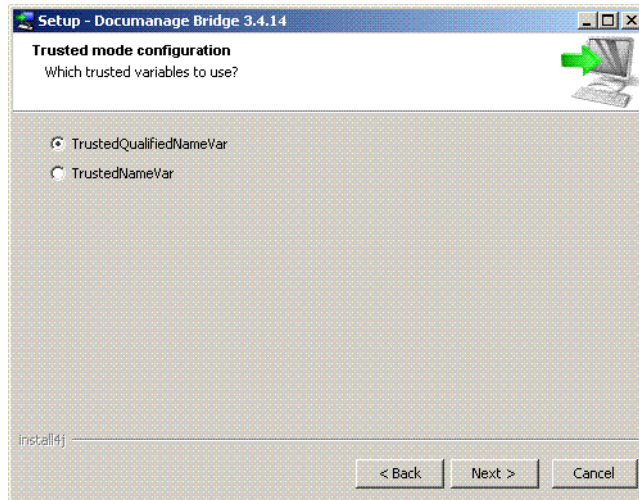 Setup - Documanage Bridge 3.4.14
Trusted mode configuration
Which trusted variables to use?
TrustedQualifiedNameVar
TrustedNameVar
install4j
< Back Next > Cancel